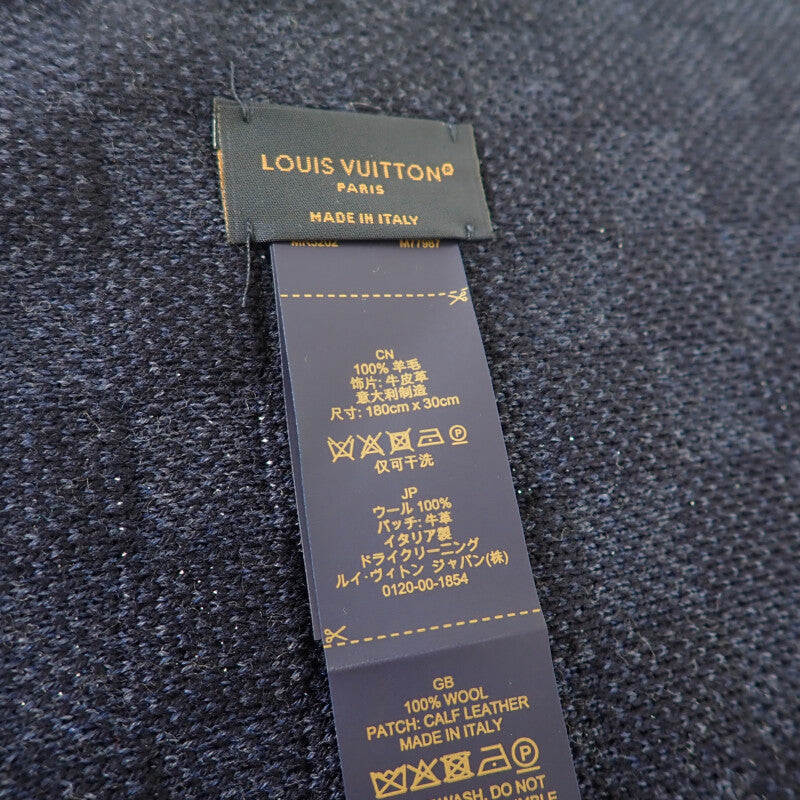 LOUIS VUITTON
PARIS
MADE IN ITALY
MR3202 M77987
CN
100% 羊毛
饰片: 牛皮革
意大利制造
尺寸: 180cm x 30cm
P
仅可干洗
JP
ウール 100%
パッチ: 牛革
イタリア製
ドライクリーニング
ルイ・ヴィトン ジャパン(株)
0120-00-1854
GB
100% WOOL
PATCH: CALF LEATHER
MADE IN ITALY
P
WASH, DO NOT